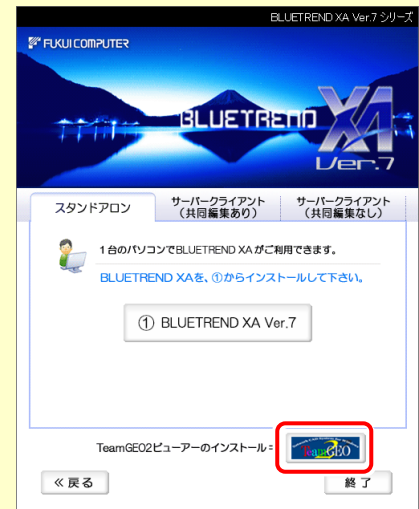 BLUETREND XA Ver.7 シリーズ
FUKUI COMPUTER
BLUETREND XA
Ver.7
スタンドアロン
サーバークライアント
（共同編集あり）
サーバークライアント
（共同編集なし）
1台のパソコンでBLUETREND XAがご利用できます。
BLUETREND XAを、①からインストールして下さい。
① BLUETREND XA Ver.7
TeamGEO2ビューアーのインストール⇒
TeamGEO
≪戻る
終了